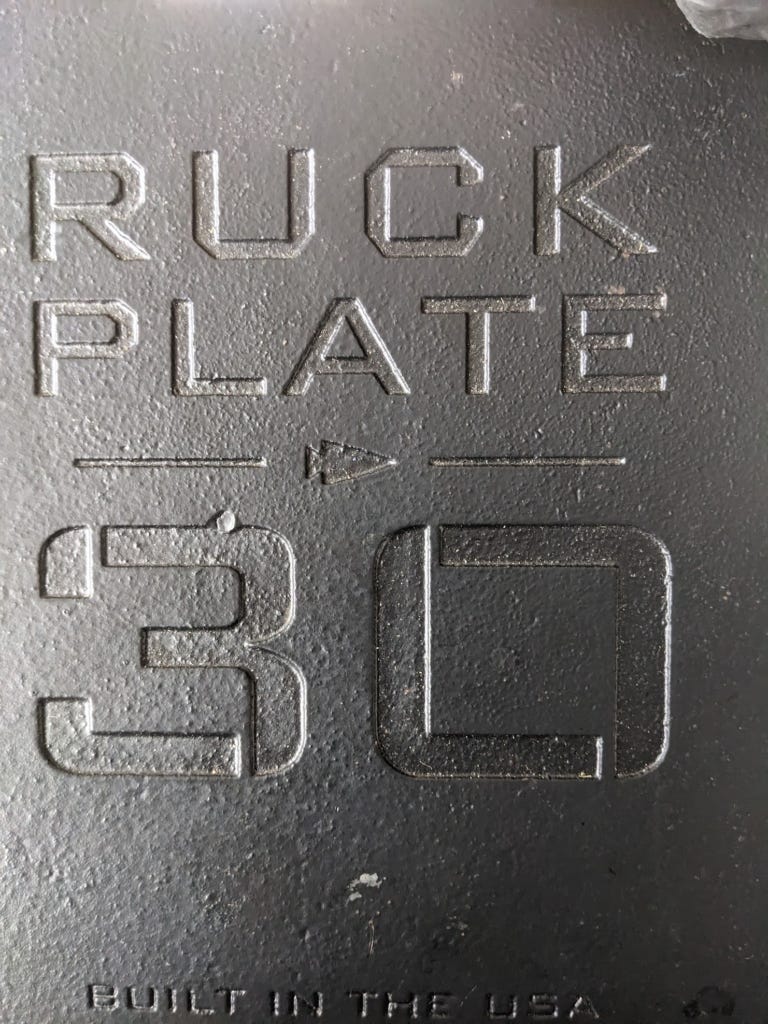 RUCK
PLATE
30
BUILT IN THE USA